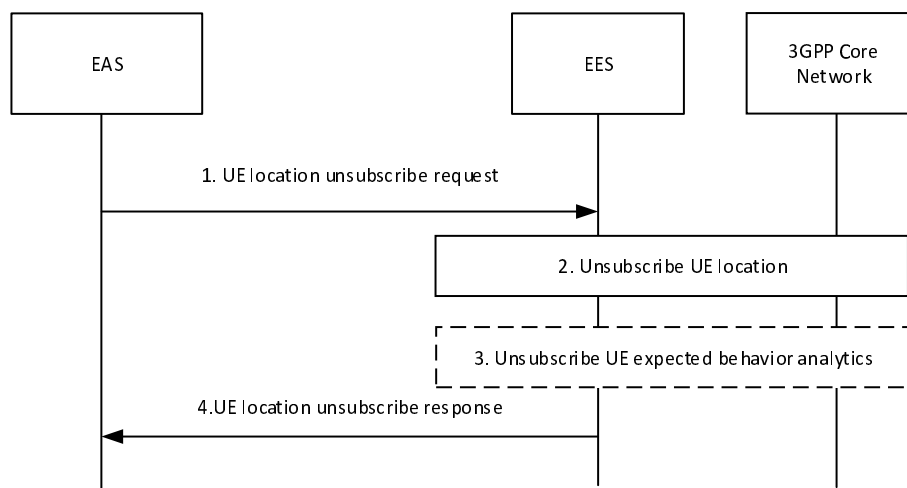 EAS
EES
3GPP Core
Network
1. UE location unsubscribe request
2. Unsubscribe UE location
3. Unsubscribe UE expected behavior analytics
4.UE location unsubscribe response